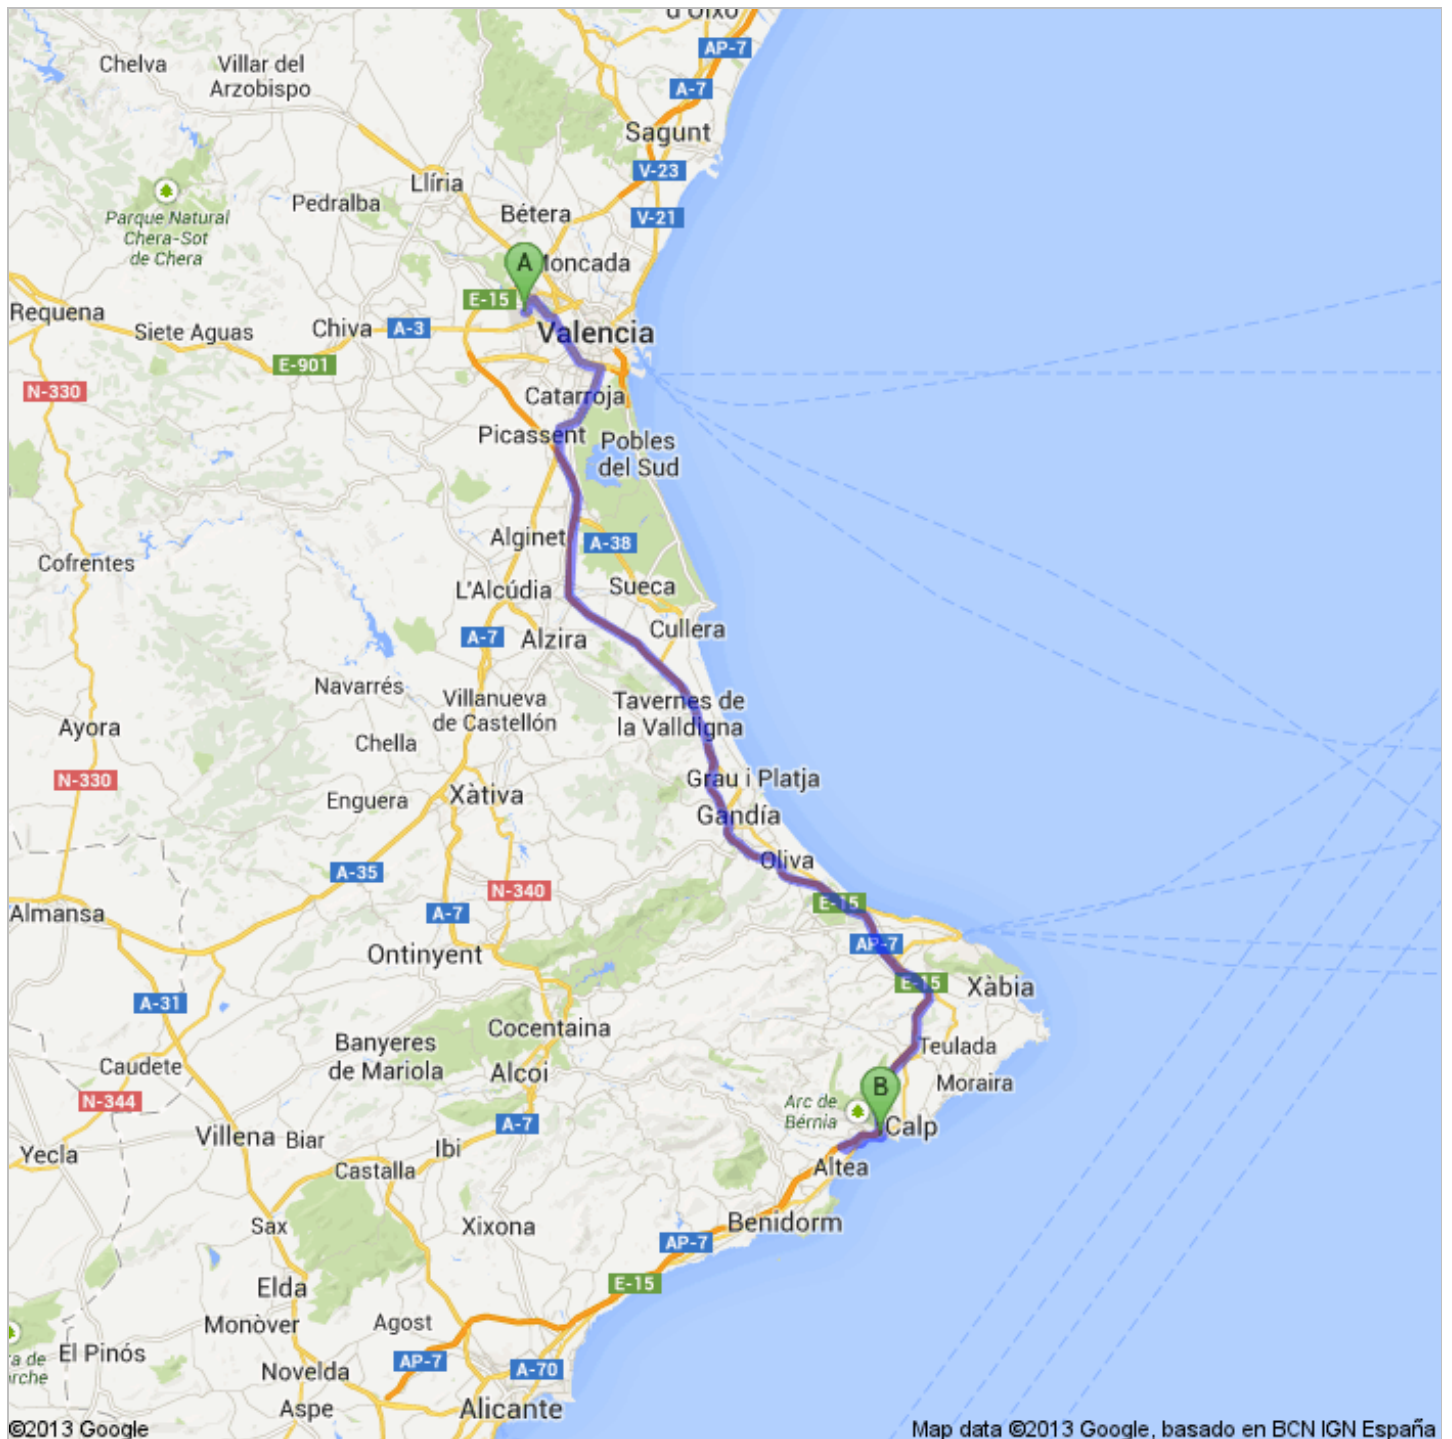 d'Uixó
AP-7
Chelva
Villar del
Arzobispo
A-7
Sagunt
V-23
Llíria
Pedralba
Bétera
V-21
Parque Natural
Chera-Sot
de Chera
A
Moncada
E-15
Requena
Siete Aguas
Chiva
A-3
Valencia
E-901
N-330
Catarroja
Picassent
Pobles
del Sud
Alginet
A-38
Cofrentes
L'Alcúdia
Sueca
A-7
Alzira
Cullera
Navarrés
Villanueva
de Castellón
Tavernes de
la Valldigna
Ayora
Chella
N-330
Grau i Platja
Enguera
Xàtiva
Gandía
A-35
Oliva
N-340
E-15
Almansa
A-7
AP-7
Ontinyent
E-15
Xàbia
A-31
Cocentaina
Banyeres
de Mariola
Teulada
Caudete
Alcoi
Moraira
B
N-344
Arc de
Bérnia
A-7
Calp
Villena
Biar
Ibi
Yecla
Castalla
Altea
Sax
Xixona
Benidorm
AP-7
Elda
E-15
Monòver
Agost
El Pinós
ra de
rche
Novelda
AP-7
A-70
Aspe
Alicante
©2013 Google
Map data ©2013 Google, basado en BCN IGN España